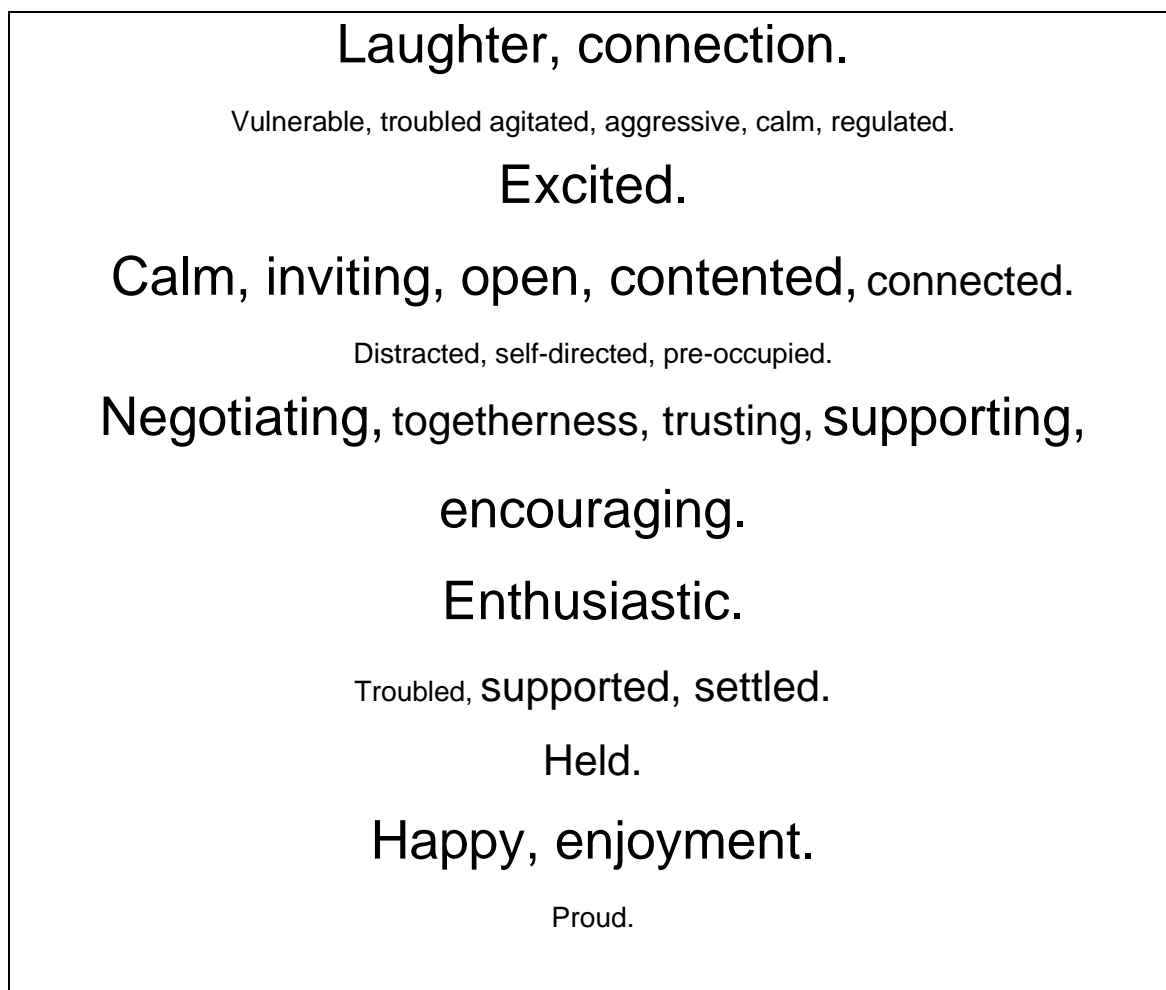 Laughter, connection.
Vulnerable, troubled agitated, aggressive, calm, regulated.
Excited.
Calm, inviting, open, contented, connected.
Distracted, self-directed, pre-occupied.
Negotiating, togetherness, trusting, supporting,
encouraging.
Enthusiastic.
Troubled, supported, settled.
Held.
Happy, enjoyment.
Proud.